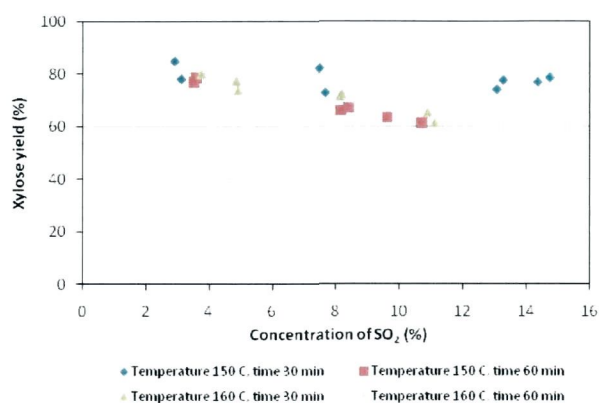 100
80
60
40
20
0
Xylose yield (%)
0 2 4 6 8 10 12 14 16
Concentration of SO₂ (%)
Temperature 150 C. time 30 min Temperature 150 C. time 60 min
Temperature 160 C. time 30 min Temperature 160 C. time 60 min